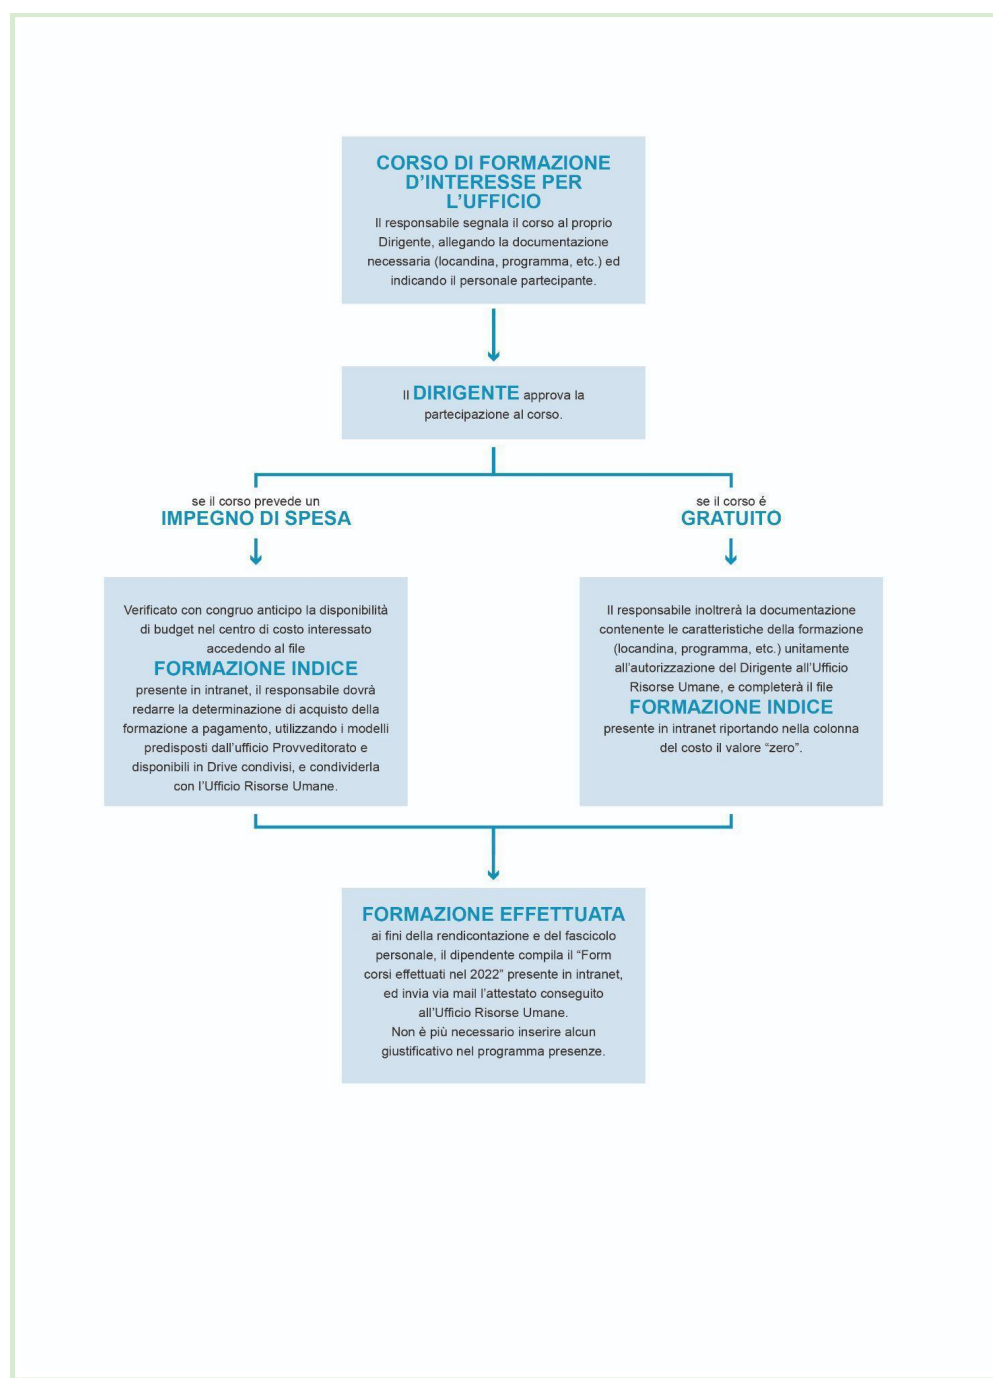 CORSO DI FORMAZIONE
D'INTERESSE PER
L'UFFICIO
Il responsabile segnala il corso al proprio
Dirigente, allegando la documentazione
necessaria (locandina, programma, etc.) ed
indicando il personale partecipante.
Il DIRIGENTE approva la
partecipazione al corso.
se il corso prevede un
IMPEGNO DI SPESA
se il corso é
GRATUITO
Verificato con congruo anticipo la disponibilità
di budget nel centro di costo interessato
accedendo al file
FORMAZIONE INDICE
presente in intranet, il responsabile dovrà
redarre la determinazione di acquisto della
formazione a pagamento, utilizzando i modelli
predisposti dall'ufficio Provveditorato e
disponibili in Drive condivisi, e condividerla
con l'Ufficio Risorse Umane.
Il responsabile inoltrerà la documentazione
contenente le caratteristiche della formazione
(locandina, programma, etc.) unitamente
all'autorizzazione del Dirigente all'Ufficio
Risorse Umane, e completerà il file
FORMAZIONE INDICE
presente in intranet riportando nella colonna
del costo il valore “zero”.
FORMAZIONE EFFETTUATA
ai fini della rendicontazione e del fascicolo
personale, il dipendente compila il “Form
corsi effettuati nel 2022” presente in intranet,
ed invia via mail l'attestato conseguito
all'Ufficio Risorse Umane.
Non è più necessario inserire alcun
giustificativo nel programma presenze.